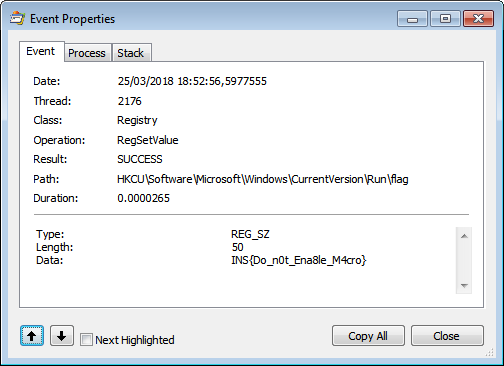 Event Properties
Event Process Stack
Date: 25/03/2018 18:52:56,5977555
Thread: 2176
Class: Registry
Operation: RegSetValue
Result: SUCCESS
Path: HKCU\Software\Microsoft\Windows\CurrentVersion\Run\flag
Duration: 0.0000265
Type: REG_SZ
Length: 50
Data: INS{Do_n0t_Ena8le_M4cro}
Next Highlighted Copy All Close